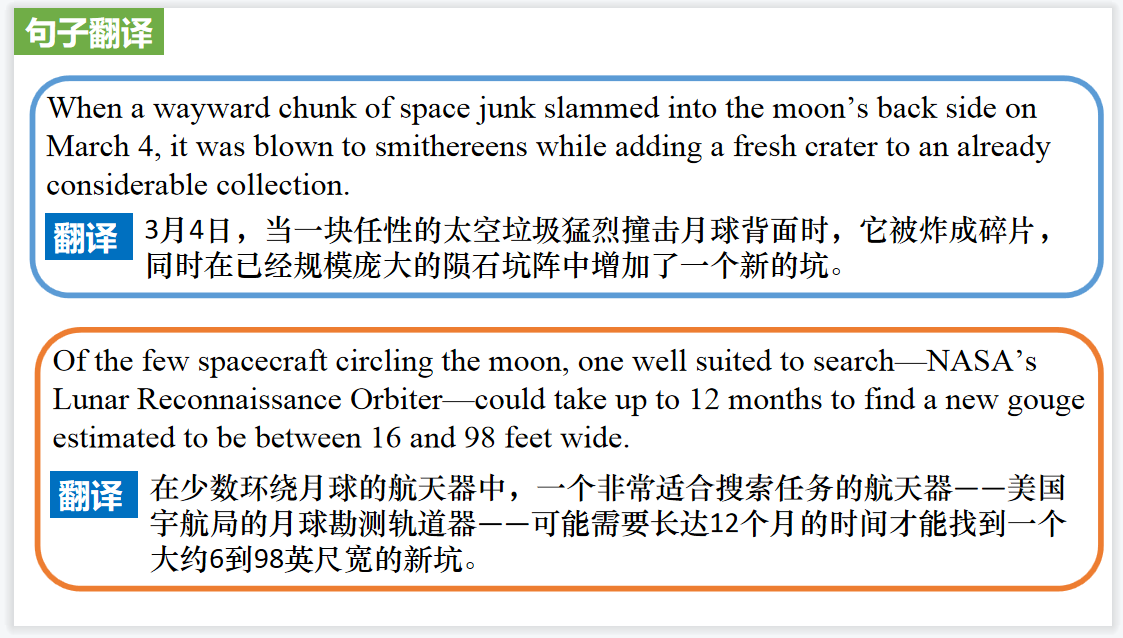 句子翻译
When a wayward chunk of space junk slammed into the moon’s back side on
March 4, it was blown to smithereens while adding a fresh crater to an already
considerable collection.
翻译
3月4日，当一块任性的太空垃圾猛烈撞击月球背面时，它被炸成碎片，
同时在已经规模庞大的陨石坑阵中增加了一个新的坑。
Of the few spacecraft circling the moon, one well suited to search—NASA’s
Lunar Reconnaissance Orbiter—could take up to 12 months to find a new gouge
estimated to be between 16 and 98 feet wide.
翻译
在少数环绕月球的航天器中，一个非常适合搜索任务的航天器——美国
宇航局的月球勘测轨道器——可能需要长达12个月的时间才能找到一个
大约6到98英尺宽的新坑。